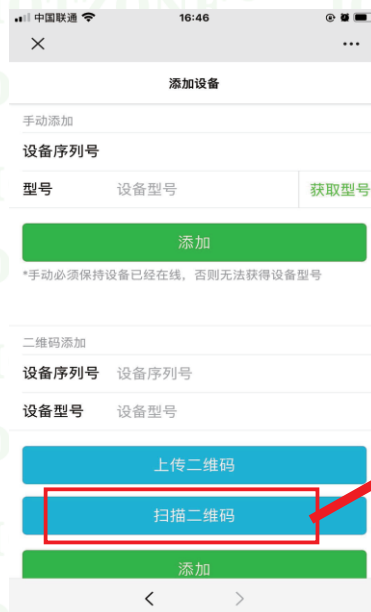 中国联通 16:46
添加设备
手动添加
设备序列号
型号 设备型号 获取型号
添加
*手动必须保持设备已经在线，否则无法获得设备型号
二维码添加
设备序列号 设备序列号
设备型号 设备型号
上传二维码
扫描二维码
添加